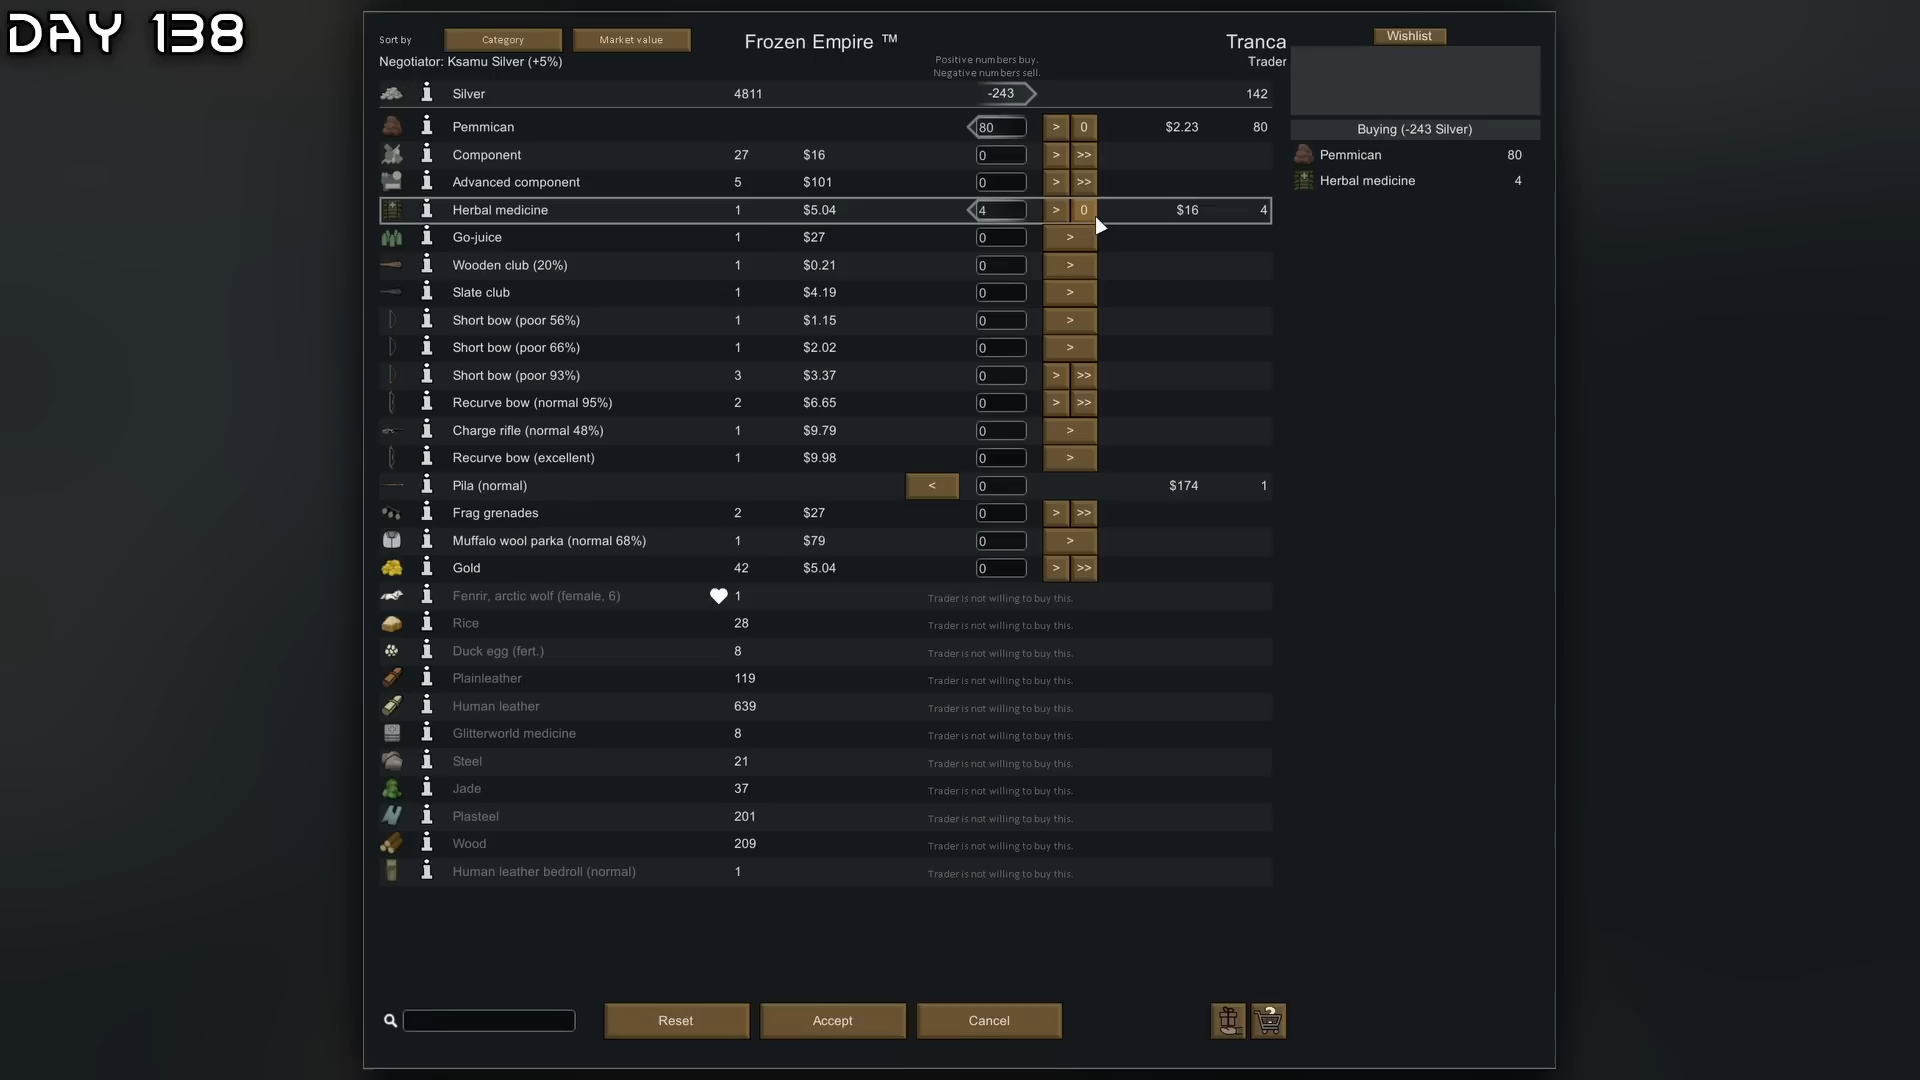 DAY 138
Sort by Category Market value Frozen Empire ™ Tranca Wishlist
Negotiator: Ksamu Silver (+5%) Positive numbers buy. Trader
Negative numbers sell.
Silver 4811 -243 142
Buying (-243 Silver)
Pemmican 80 > 0 $2.23 80
Component 27 $16 0 > >>
Pemmican 80
Advanced component 5 $101 0 > >>
Herbal medicine 4
Herbal medicine 1 $5.04 4 > 0 $16 4
Go-juice 1 $27 0 >
Wooden club (20%) 1 $0.21 0 >
Slate club 1 $4.19 0 >
Short bow (poor 56%) 1 $1.15 0 >
Short bow (poor 66%) 1 $2.02 0 >
Short bow (poor 93%) 3 $3.37 0 > >>
Recurve bow (normal 95%) 2 $6.65 0 > >>
Charge rifle (normal 48%) 1 $9.79 0 >
Recurve bow (excellent) 1 $9.98 0 >
Pila (normal) < 0 $174 1
Frag grenades 2 $27 0 > >>
Muffalo wool parka (normal 68%) 1 $79 0 >
Gold 42 $5.04 0 > >>
Fenrir, arctic wolf (female, 6) 1 Trader is not willing to buy this.
Rice 28 Trader is not willing to buy this.
Duck egg (fert.) 8 Trader is not willing to buy this.
Plainleather 119 Trader is not willing to buy this.
Human leather 639 Trader is not willing to buy this.
Glitterworld medicine 8 Trader is not willing to buy this.
Steel 21 Trader is not willing to buy this.
Jade 37 Trader is not willing to buy this.
Plasteel 201 Trader is not willing to buy this.
Wood 209 Trader is not willing to buy this.
Human leather bedroll (normal) 1 Trader is not willing to buy this.
Reset Accept Cancel